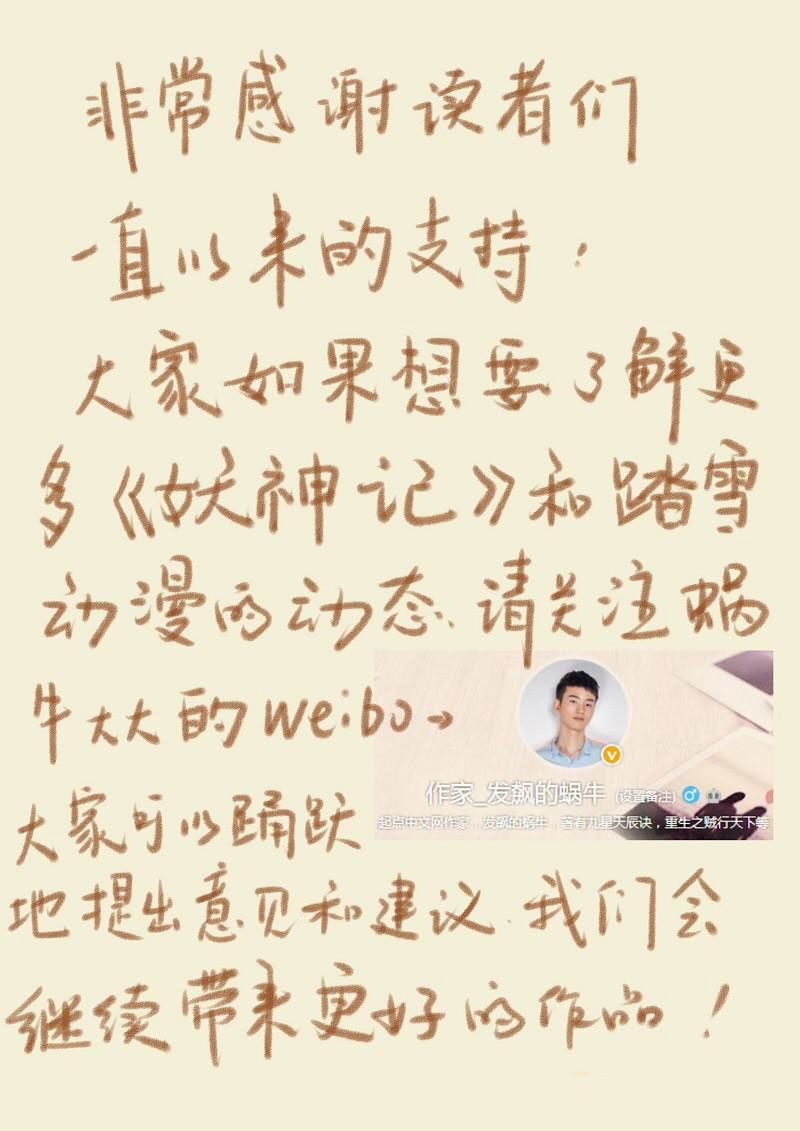 非常感谢读者们
一直以来的支持.
大家如果想要了解更
多《妖神记》和踏雪
动漫的动态、请关注蜗
牛大大的weibo→
作家_发飙的蜗牛 (设置备注)
起点中文网作家，发飙的蜗牛，著有九星天辰诀，重生之贼行天下等
大家可以踊跃
地提出意见和建议.我们会
继续带来更好的作品！